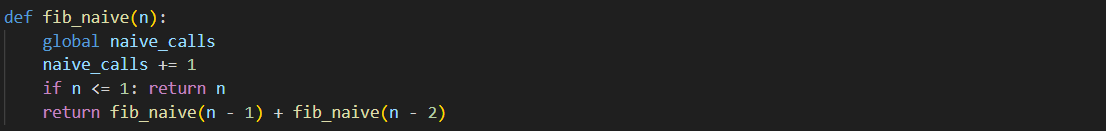 def fib_naive(n):
    global naive_calls
    naive_calls += 1
    if n <= 1: return n
    return fib_naive(n - 1) + fib_naive(n - 2)